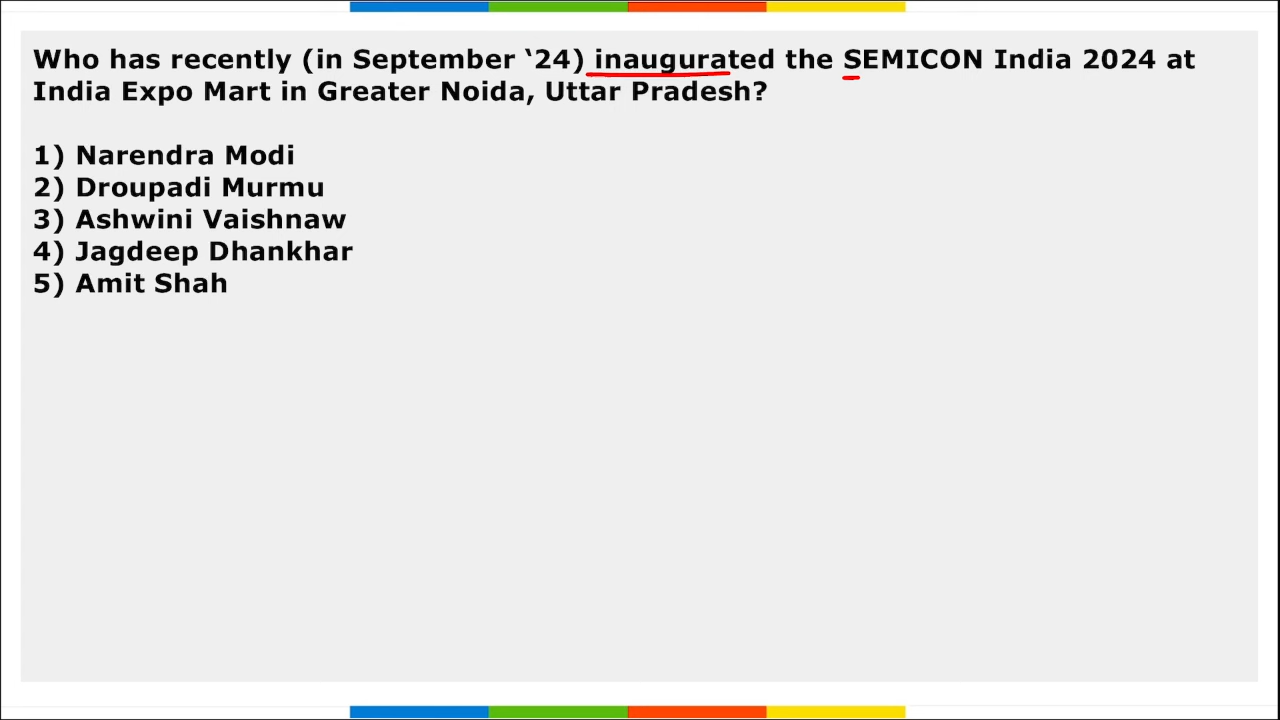 Who has recently (in September ‘24) inaugurated the SEMICON India 2024 at
India Expo Mart in Greater Noida, Uttar Pradesh?
1) Narendra Modi
2) Droupadi Murmu
3) Ashwini Vaishnaw
4) Jagdeep Dhankhar
5) Amit Shah